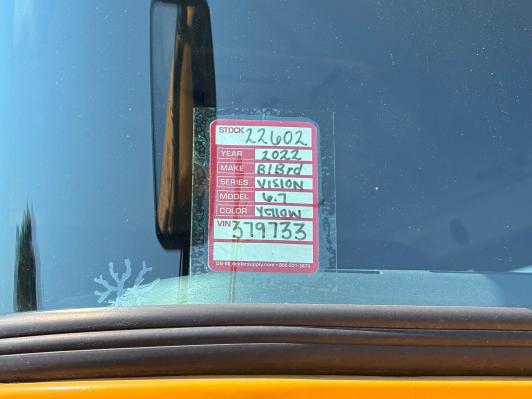 STOCK 22602
YEAR 2022
MAKE BlBrd
SERIES VISION
MODEL 6.7
COLOR Yellow
VIN 379733